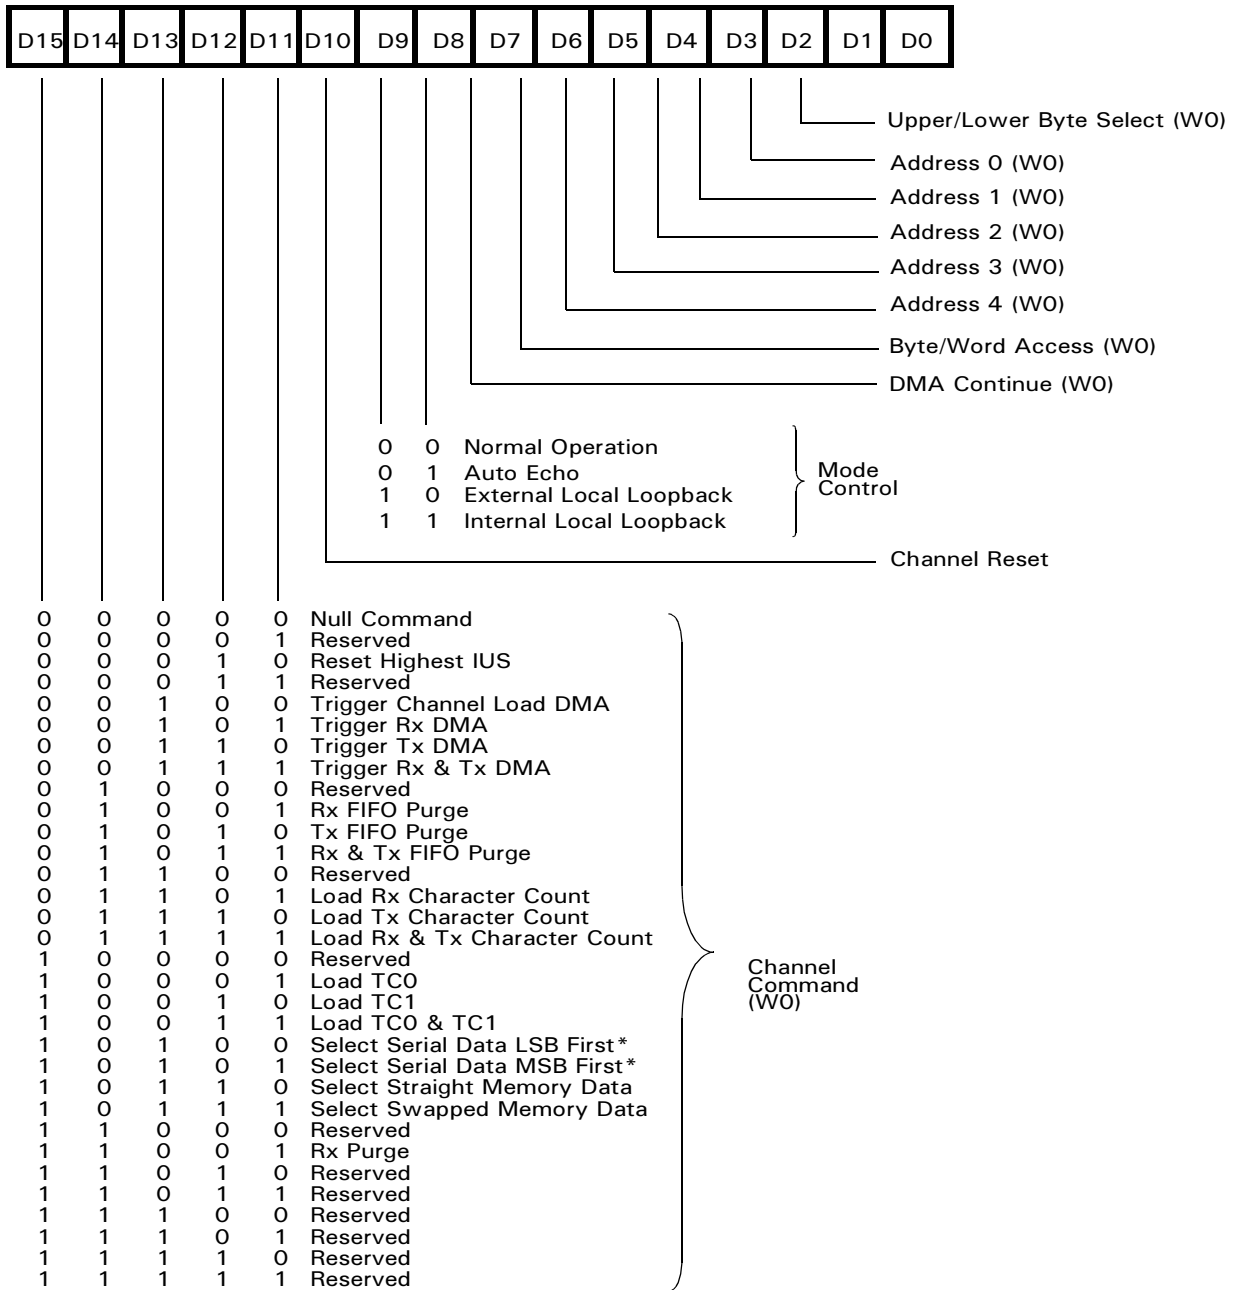 D15 D14 D13 D12 D11 D10 D9 D8 D7 D6 D5 D4 D3 D2 D1 D0
Upper/Lower Byte Select (W0)
Address 0 (W0)
Address 1 (W0)
Address 2 (W0)
Address 3 (W0)
Address 4 (W0)
Byte/Word Access (W0)
DMA Continue (W0)
0 0 Normal Operation
0 1 Auto Echo
1 0 External Local Loopback
1 1 Internal Local Loopback
Mode
Control
Channel Reset
0 0 0 0 0 Null Command
0 0 0 0 1 Reserved
0 0 0 1 0 Reset Highest IUS
0 0 0 1 1 Reserved
0 0 1 0 0 Trigger Channel Load DMA
0 0 1 0 1 Trigger Rx DMA
0 0 1 1 0 Trigger Tx DMA
0 0 1 1 1 Trigger Rx & Tx DMA
0 1 0 0 0 Reserved
0 1 0 0 1 Rx FIFO Purge
0 1 0 1 0 Tx FIFO Purge
0 1 0 1 1 Rx & Tx FIFO Purge
0 1 1 0 0 Reserved
0 1 1 0 1 Load Rx Character Count
0 1 1 1 0 Load Tx Character Count
0 1 1 1 1 Load Rx & Tx Character Count
1 0 0 0 0 Reserved
1 0 0 0 1 Load TC0
1 0 0 1 0 Load TC1
1 0 0 1 1 Load TC0 & TC1
1 0 1 0 0 Select Serial Data LSB First*
1 0 1 0 1 Select Serial Data MSB First*
1 0 1 1 0 Select Straight Memory Data
1 0 1 1 1 Select Swapped Memory Data
1 1 0 0 0 Reserved
1 1 0 0 1 Rx Purge
1 1 0 1 0 Reserved
1 1 0 1 1 Reserved
1 1 1 0 0 Reserved
1 1 1 0 1 Reserved
1 1 1 1 0 Reserved
1 1 1 1 1 Reserved
Channel
Command
(W0)